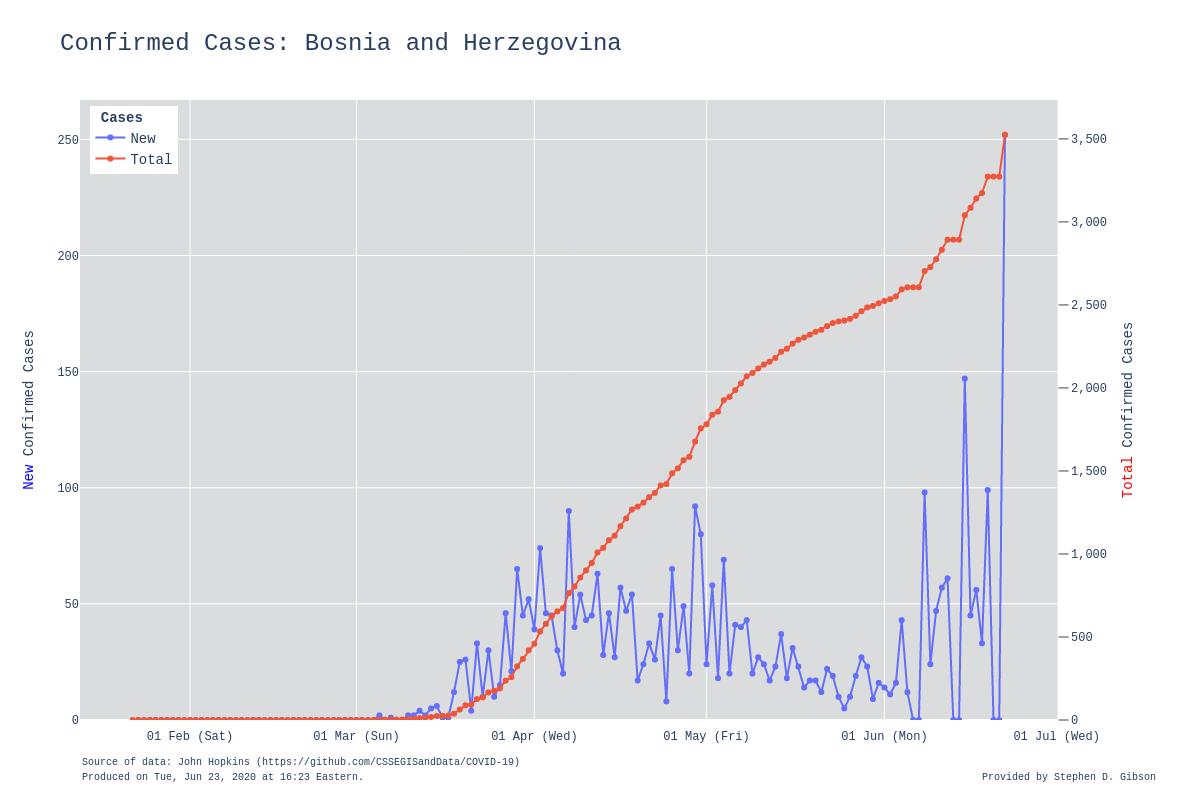 Confirmed Cases: Bosnia and Herzegovina
Cases
New
Total
250
200
150
100
50
0
3,500
3,000
2,500
2,000
1,500
1,000
500
0
New Confirmed Cases
Total Confirmed Cases
01 Feb (Sat) 01 Mar (Sun) 01 Apr (Wed) 01 May (Fri) 01 Jun (Mon) 01 Jul (Wed)
Source of data: John Hopkins (https://github.com/CSSEGISandData/COVID-19)
Produced on Tue, Jun 23, 2020 at 16:23 Eastern.
Provided by Stephen D. Gibson